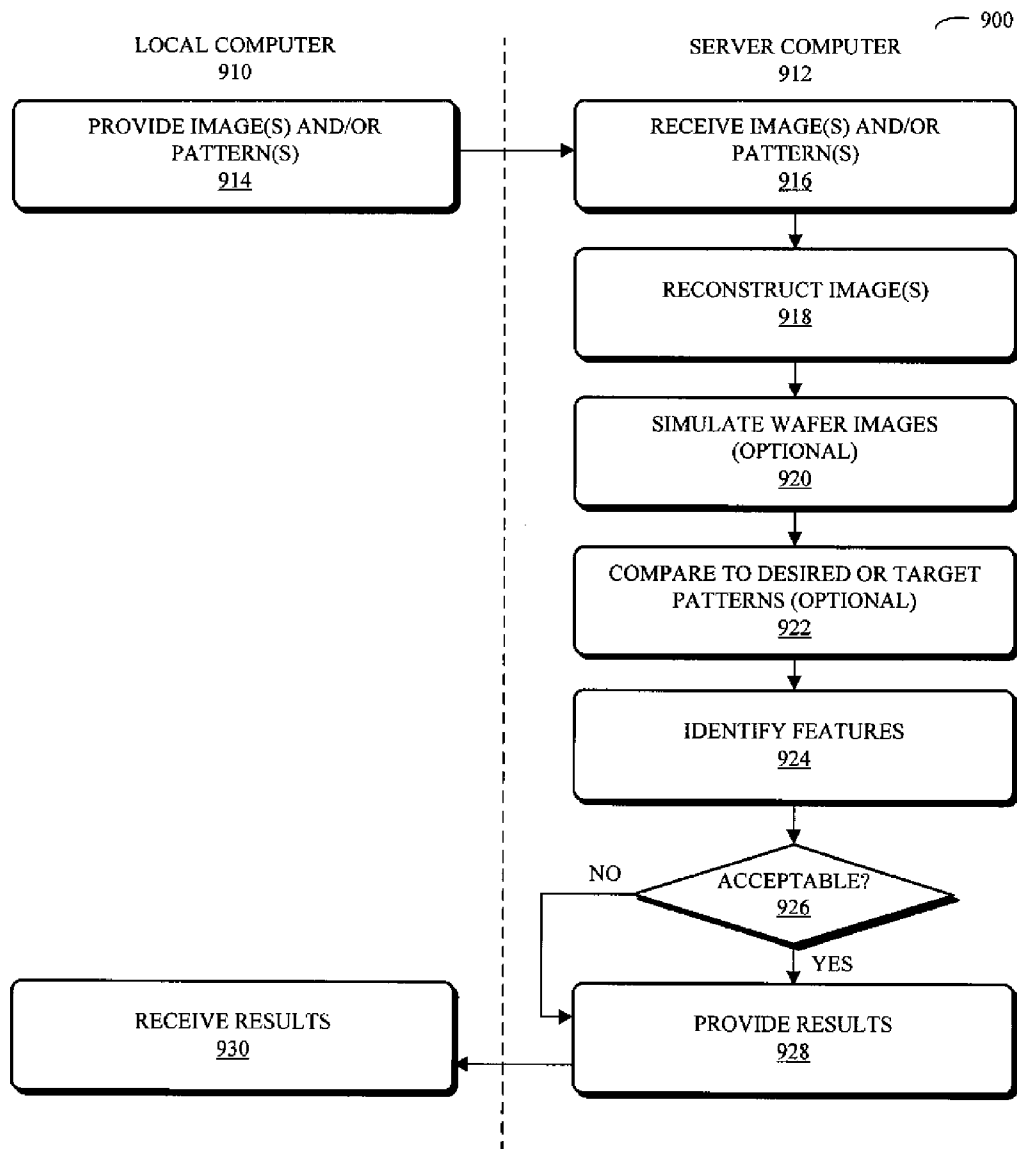 900
LOCAL COMPUTER
910
SERVER COMPUTER
912
PROVIDE IMAGE(S) AND/OR
PATTERN(S)
914
RECEIVE IMAGE(S) AND/OR
PATTERN(S)
916
RECONSTRUCT IMAGE(S)
918
SIMULATE WAFER IMAGES
(OPTIONAL)
920
COMPARE TO DESIRED OR TARGET
PATTERNS (OPTIONAL)
922
IDENTIFY FEATURES
924
NO
ACCEPTABLE?
926
YES
RECEIVE RESULTS
930
PROVIDE RESULTS
928